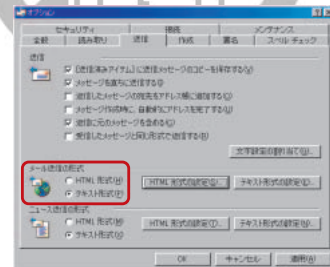 オプション
セキュリティ 接続 メンテナンス
全般 読み取り 送信 作成 署名 スペル チェック
送信
[送信済みアイテム] に送信メッセージのコピーを保存する(V)
メッセージを直ちに送信する(I)
返信したメッセージの宛先をアドレス帳に追加する(U)
メッセージ作成時に、自動的にアドレスを完了する(U)
返信に元のメッセージを含める(C)
受信したメッセージと同じ形式で返信する(R)
文字設定の割り当て(G)...
メール送信の形式
HTML 形式(H) HTML 形式の設定(T)... テキスト形式の設定(S)...
テキスト形式(P)
ニュース送信の形式
HTML 形式(M) HTML 形式の設定(T)... テキスト形式の設定(E)...
テキスト形式(X)
OK キャンセル 適用(A)